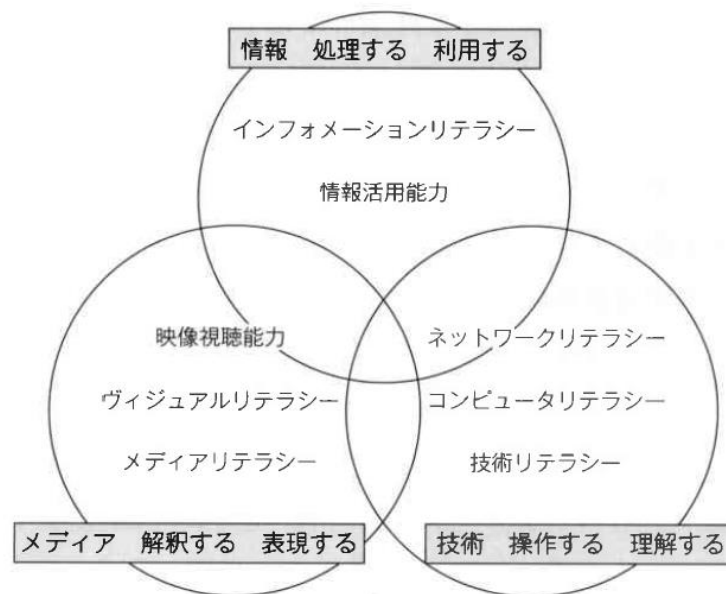 情報　処理する　利用する
インフォメーションリテラシー
情報活用能力
映像視聴能力
ネットワークリテラシー
ヴィジュアルリテラシー
コンピュータリテラシー
メディアリテラシー
技術リテラシー
メディア　解釈する　表現する
技術　操作する　理解する